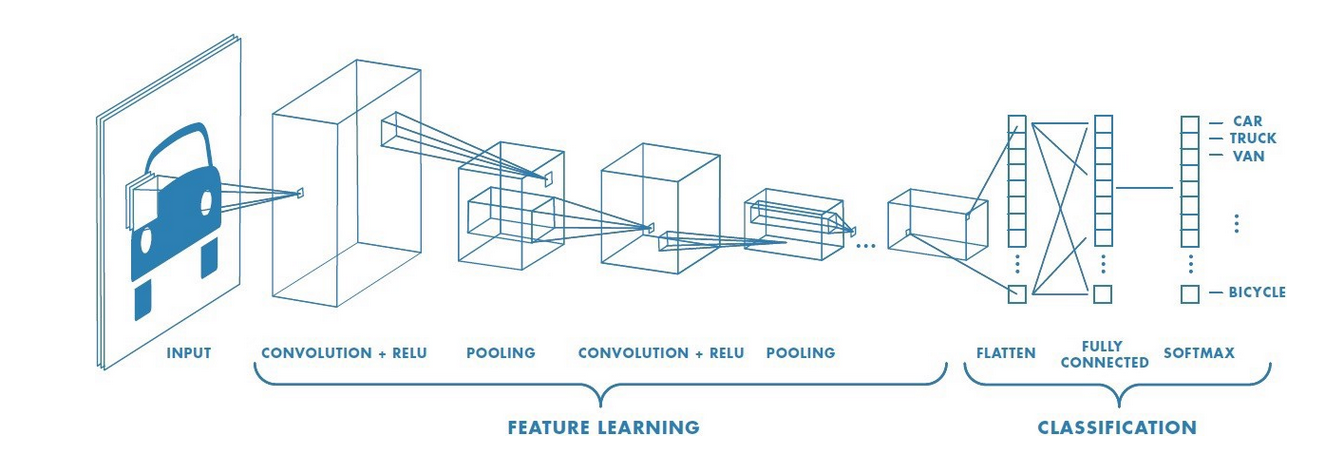 CAR
TRUCK
VAN
BICYCLE
INPUT
CONVOLUTION + RELU
POOLING
CONVOLUTION + RELU
POOLING
FLATTEN
FULLY
CONNECTED
SOFTMAX
FEATURE LEARNING
CLASSIFICATION